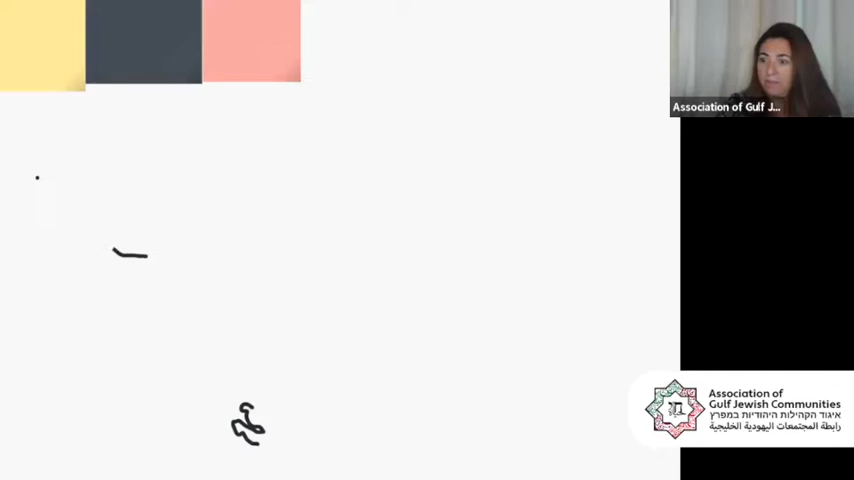 Association of Gulf J...
Association of
Gulf Jewish Communities
איגוד הקהילות היהודיות במפרץ
رابطة المجتمعات اليهودية الخليجية